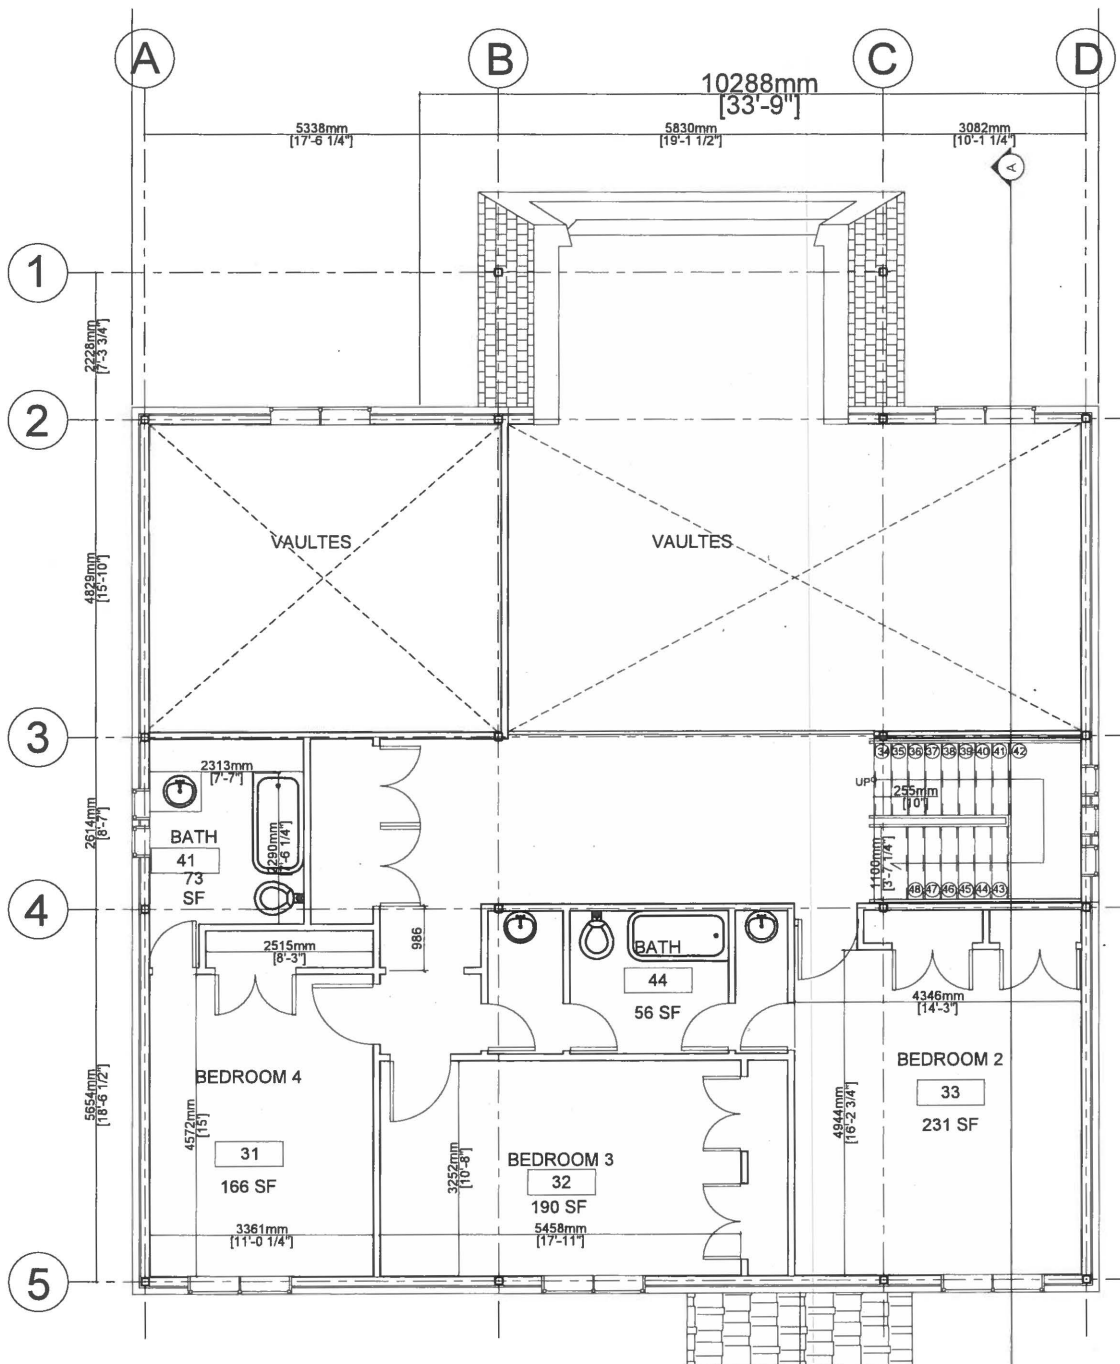 A
B
C
D
10288mm
[33'-9"]
5338mm
[17'-6 1/4"]
5830mm
[19'-1 1/2"]
3082mm
[10'-1 1/4"]
A
1
2228mm
[7'-3 3/4"]
2
4829mm
[15'-10"]
VAULTES
VAULTES
3
34 35 36 37 38 39 40 41 42
UP
255mm
[10"]
2313mm
[7'-7"]
2614mm
[8'-7"]
BATH
41
73
SF
1100mm
[3'-7 1/4"]
48 47 46 45 44 43
4
986
2515mm
[8'-3"]
BATH
44
56 SF
4346mm
[14'-3"]
5654mm
[18'-6 1/2"]
BEDROOM 4
4572mm
[15']
31
166 SF
3361mm
[11'-0 1/4"]
3252mm
[10'-8"]
BEDROOM 3
32
190 SF
5458mm
[17'-11"]
4944mm
[16'-2 3/4"]
BEDROOM 2
33
231 SF
5